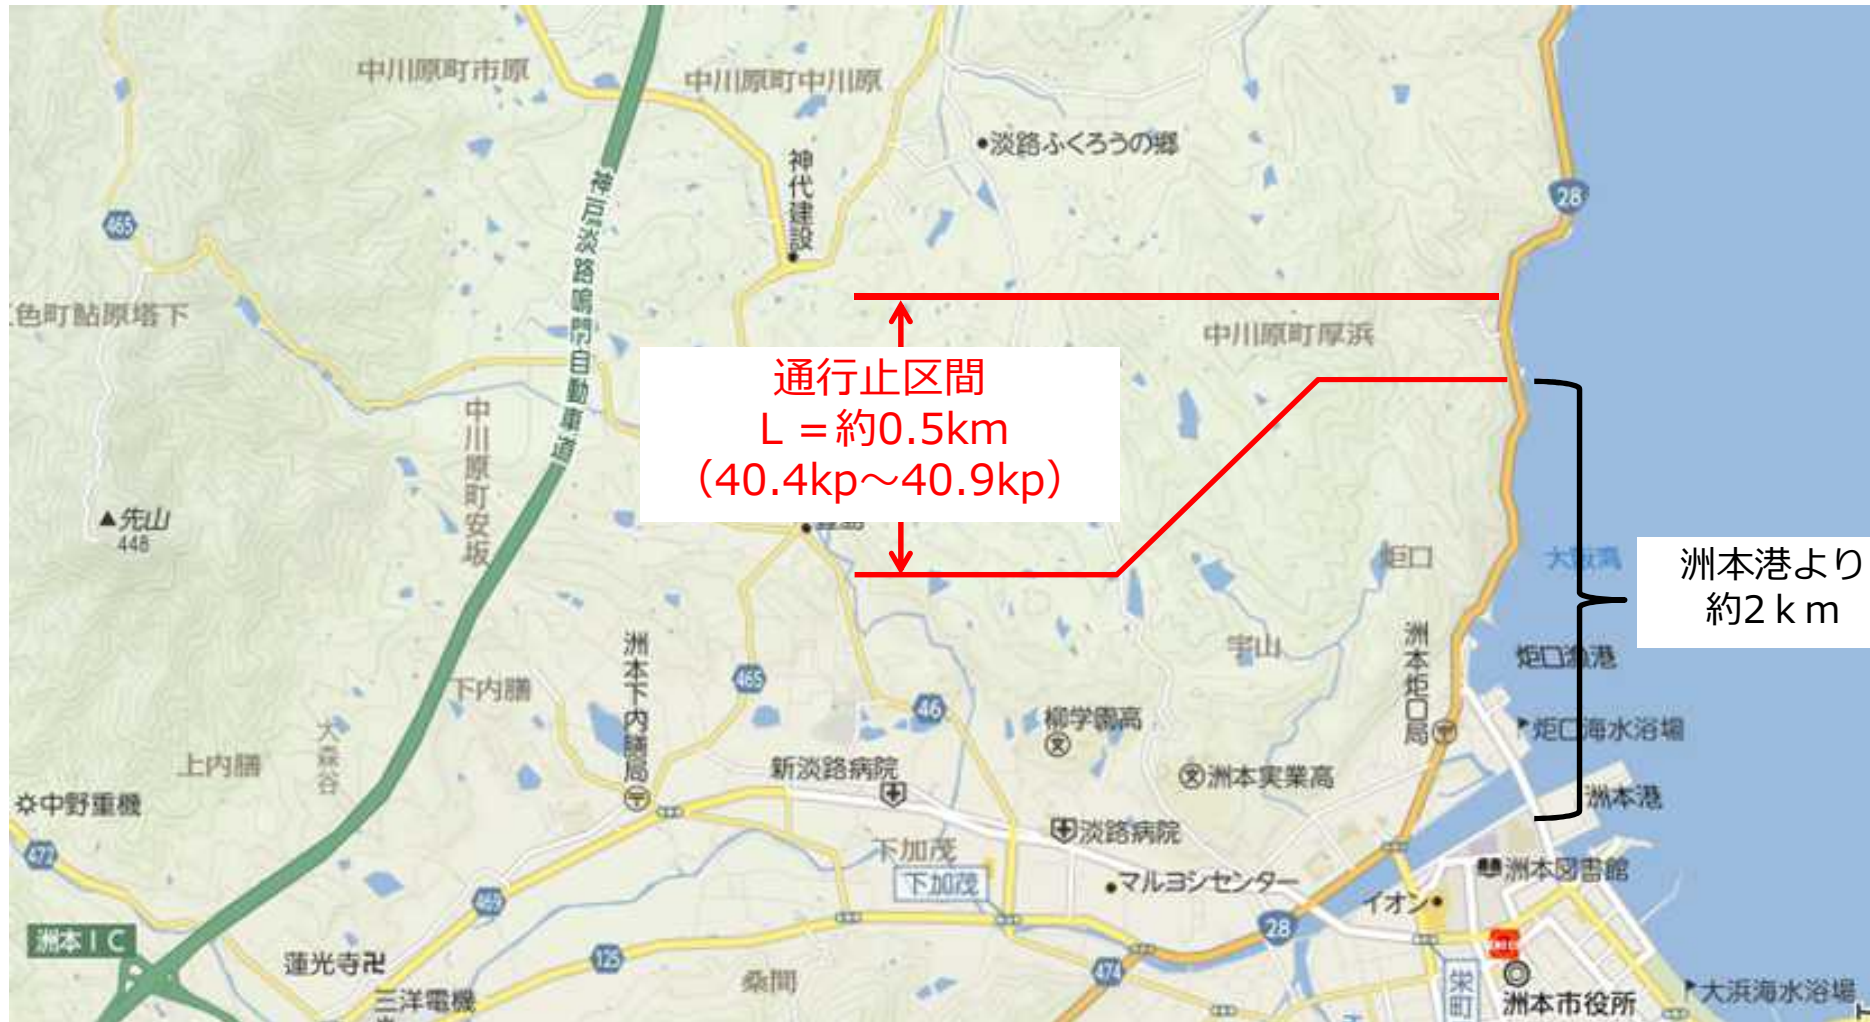 中川原町市原
中川原町中川原
淡路ふくろうの郷
神代建設
28
465
神戸淡路鳴門自動車道
色町鮎原塔下
中川原町厚浜
通行止区間
L=約0.5km
(40.4kp～40.9kp)
中川原町安坂
▲先山
448
炬口
大阪湾
洲本港より
約2km
宇山
洲本炬口局
炬口漁港
炬口海水浴場
洲本港
洲本下内膳局
下内膳
465
46
柳学園高
大森谷
上内膳
新淡路病院
洲本実業高
中野重機
淡路病院
472
下加茂
下加茂
マルヨシセンター
洲本図書館
イオン
469
洲本IC
蓮光寺
125
28
474
桑間
三洋電機
栄町
洲本市役所
大浜海水浴場